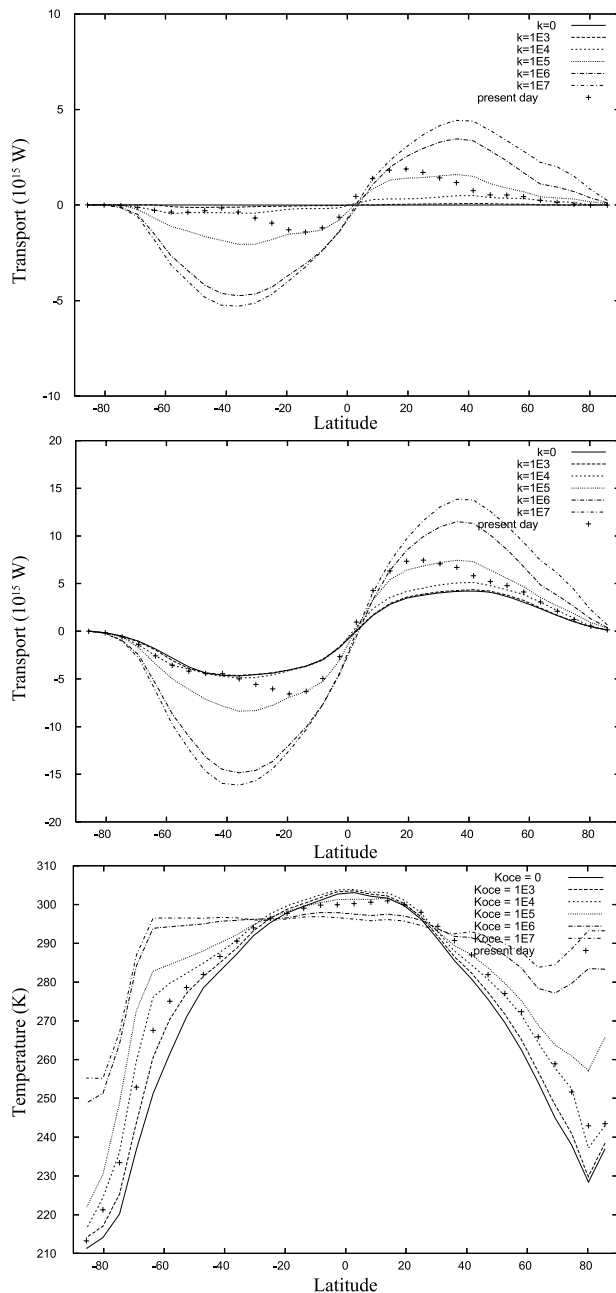 10
5
0
-5
-10
Transport (10¹⁵ W)
k=0
k=1E3
k=1E4
k=1E5
k=1E6
k=1E7
present day
-80 -60 -40 -20 0 20 40 60 80
Latitude
20
15
10
5
0
-5
-10
-15
-20
Transport (10¹⁵ W)
k=0
k=1E3
k=1E4
k=1E5
k=1E6
k=1E7
present day
-80 -60 -40 -20 0 20 40 60 80
Latitude
310
300
290
280
270
260
250
240
230
220
210
Temperature (K)
Koce = 0
Koce = 1E3
Koce = 1E4
Koce = 1E5
Koce = 1E6
Koce = 1E7
present day
-80 -60 -40 -20 0 20 40 60 80
Latitude